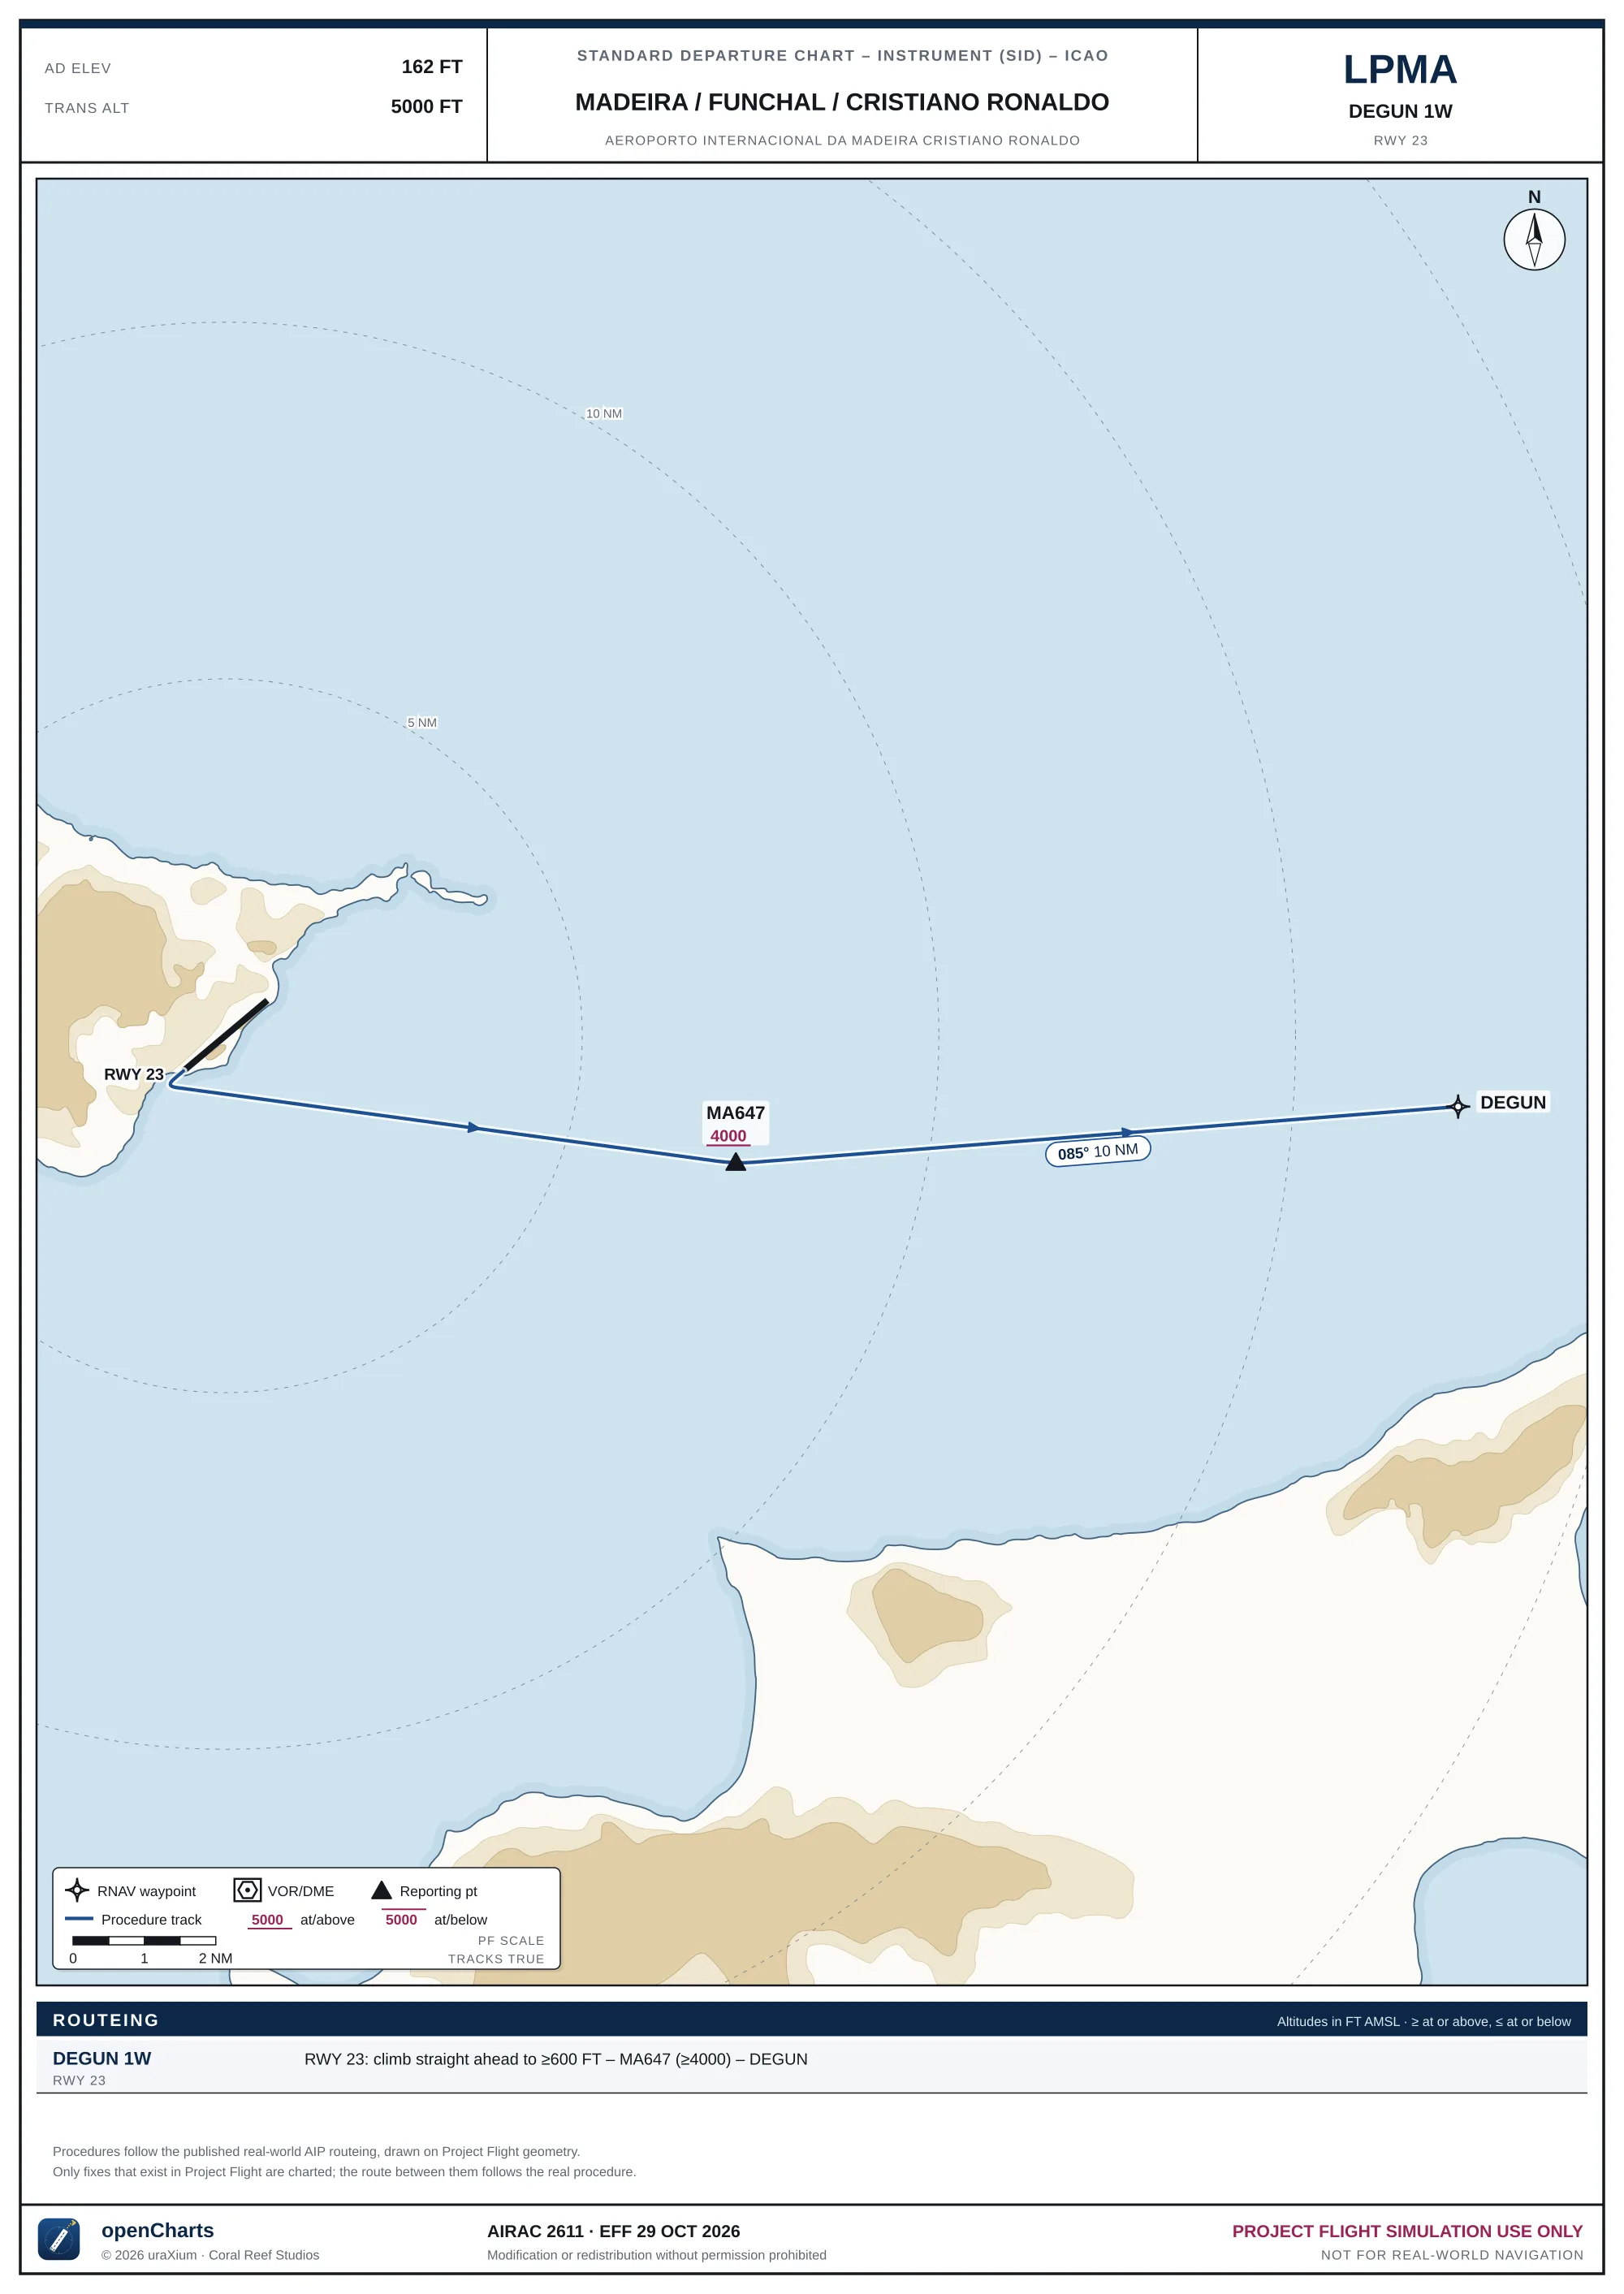 AD ELEV 162 FT
TRANS ALT 5000 FT
STANDARD DEPARTURE CHART – INSTRUMENT (SID) – ICAO
MADEIRA / FUNCHAL / CRISTIANO RONALDO
AEROPORTO INTERNACIONAL DA MADEIRA CRISTIANO RONALDO
LPMA
DEGUN 1W
RWY 23
N
10 NM
5 NM
RWY 23
MA647
4000
DEGUN
085° 10 NM
RNAV waypoint VOR/DME Reporting pt
Procedure track 5000 at/above 5000 at/below
PF SCALE
0 1 2 NM TRACKS TRUE
ROUTEING Altitudes in FT AMSL · ≥ at or above, ≤ at or below
DEGUN 1W RWY 23: climb straight ahead to ≥600 FT – MA647 (≥4000) – DEGUN
RWY 23
Procedures follow the published real-world AIP routeing, drawn on Project Flight geometry.
Only fixes that exist in Project Flight are charted; the route between them follows the real procedure.
openCharts
© 2026 uraXium · Coral Reef Studios
AIRAC 2611 · EFF 29 OCT 2026
Modification or redistribution without permission prohibited
PROJECT FLIGHT SIMULATION USE ONLY
NOT FOR REAL-WORLD NAVIGATION